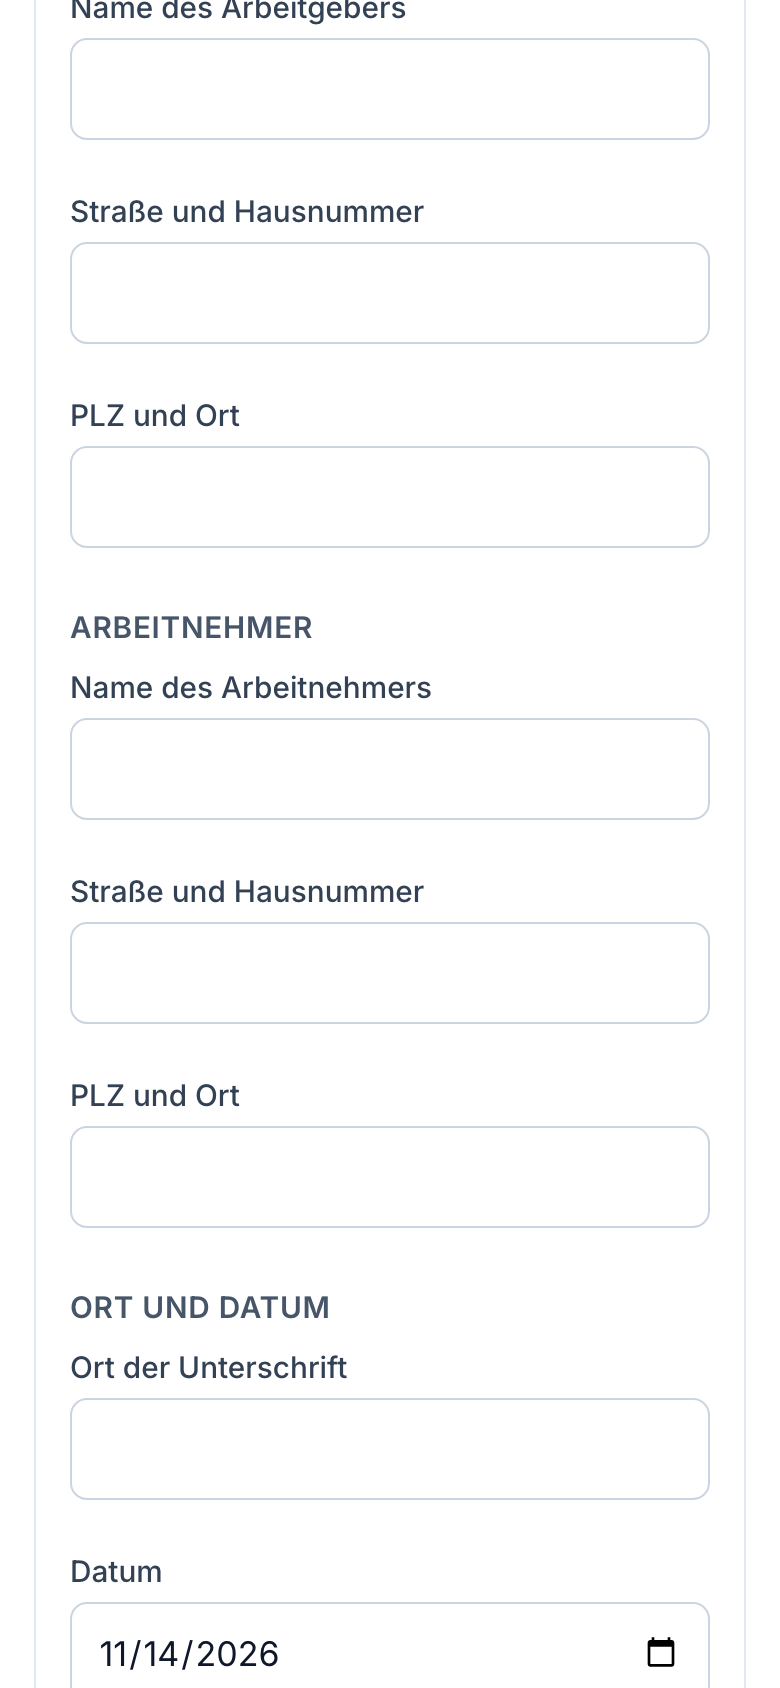 Name des Arbeitgebers
Straße und Hausnummer
PLZ und Ort
ARBEITNEHMER
Name des Arbeitnehmers
Straße und Hausnummer
PLZ und Ort
ORT UND DATUM
Ort der Unterschrift
Datum
11/14/2026